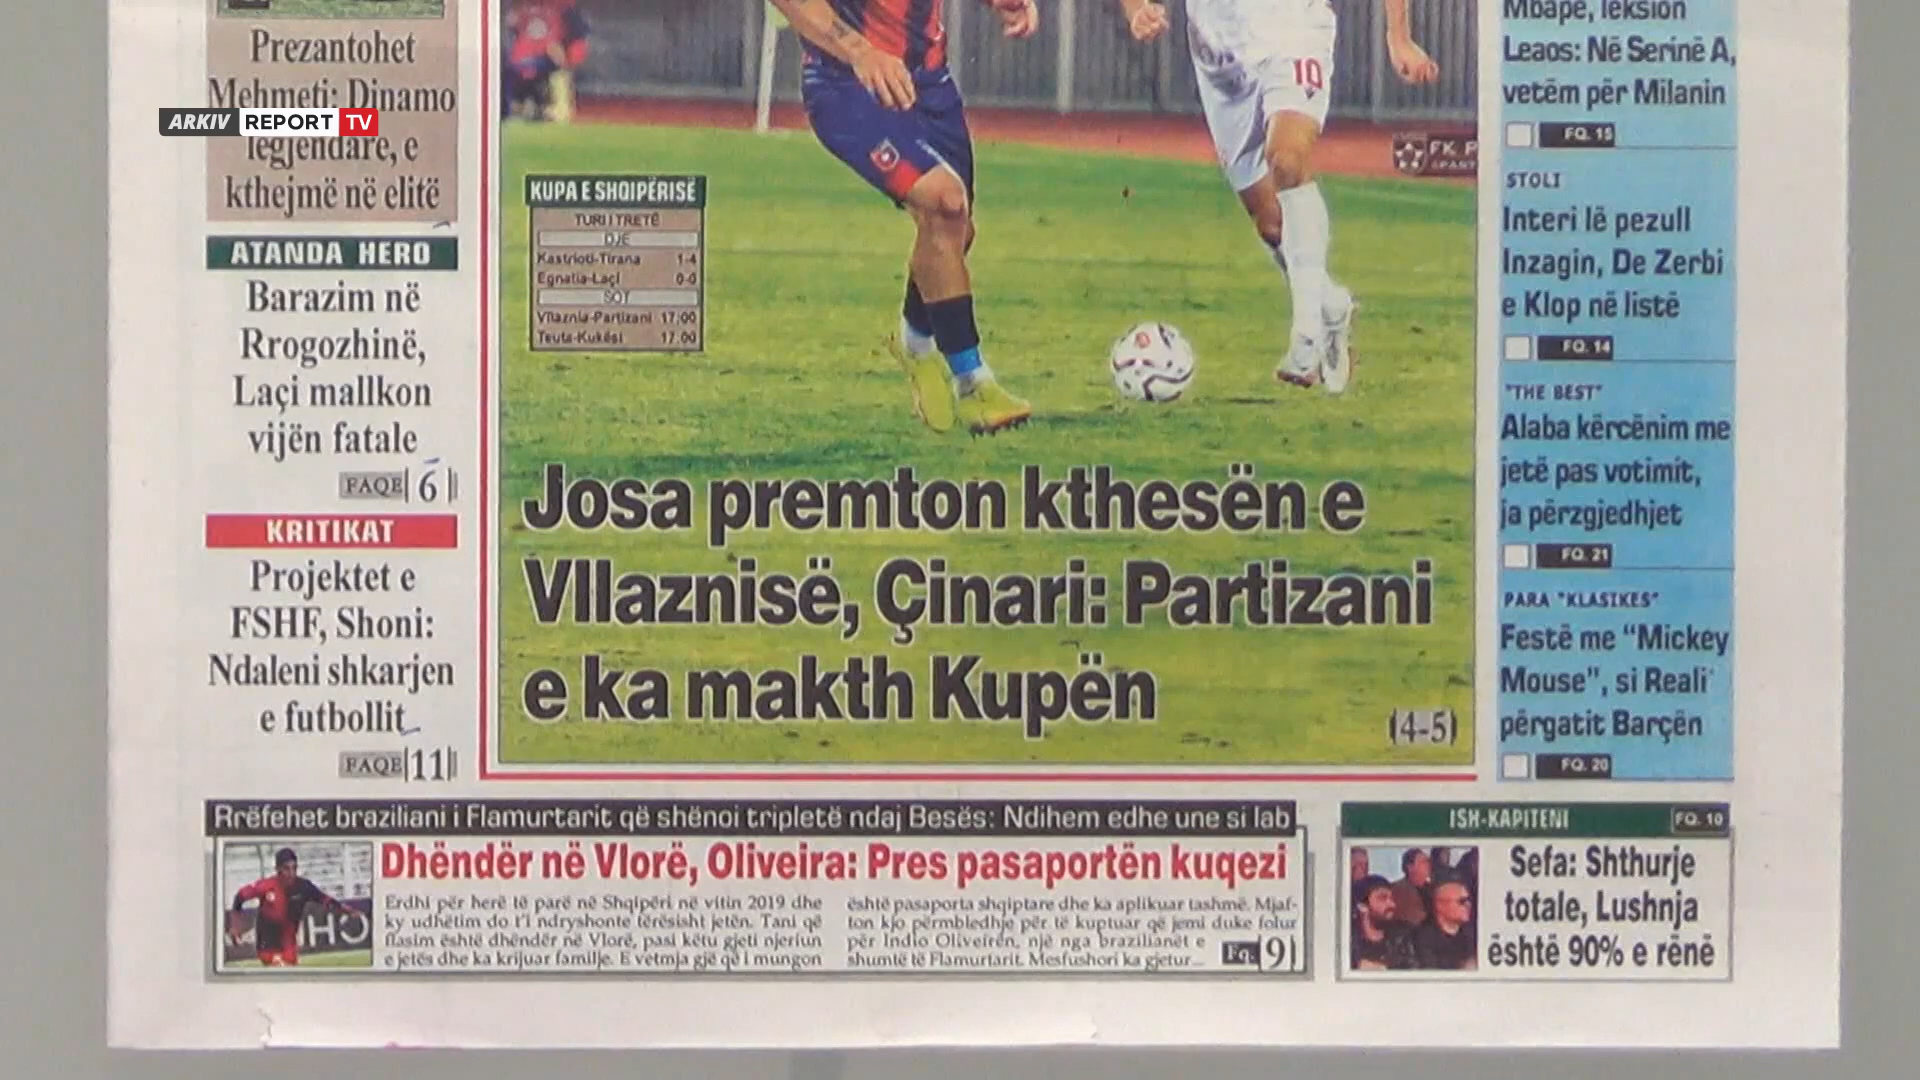 Prezantohet
Mehmeti: Dinamo
legjendare, e
kthejmë në elitë
ARKIV REPORT TV
ATANDA HERO
Barazim në
Rrogozhinë,
Laçi mallkon
vijën fatale
FAQE 6
KRITIKAT
Projektet e
FSHF, Shoni:
Ndaleni shkarjen
e futbollit
FAQE 11
10
FK P
KUPA E SHQIPËRISË
TURI I TRETË
DJE
Kastrioti-Tirana 1-4
Egnatia-Laçi 0-0
SOT
Vllaznia-Partizani 17:00
Teuta-Kukësi 17:00
Josa premton kthesën e
Vllaznisë, Çinari: Partizani
e ka makth Kupën
(4-5)
Mbape, leksion
Leaos: Në Serinë A,
vetëm për Milanin
FQ. 15
STOLI
Interi lë pezull
Inzagin, De Zerbi
e Klop në listë
FQ. 14
"THE BEST"
Alaba kërcënim me
jetë pas votimit,
ja përzgjedhjet
FQ. 21
PARA "KLASIKES"
Festë me “Mickey
Mouse”, si Reali
përgatit Barçën
FQ. 20
Rrëfehet braziliani i Flamurtarit që shënoi tripletë ndaj Besës: Ndihem edhe une si lab
Dhëndër në Vlorë, Oliveira: Pres pasaportën kuqezi
Erdhi për herë të parë në Shqipëri në vitin 2019 dhe
ky udhëtim do t’i ndryshonte tërësisht jetën. Tani që
flasim është dhëndër në Vlorë, pasi këtu gjeti njeriun
e jetës dhe ka krijuar familje. E vetmja gjë që i mungon
është pasaporta shqiptare dhe ka aplikuar tashmë. Mjaf-
ton kjo përmbledhje për të kuptuar që jemi duke folur
për Indio Oliveirën, një nga brazilianët e
shumtë të Flamurtarit. Mesfushori ka gjetur...
Fq. 9
ISH-KAPITENI
FQ. 10
Sefa: Shthurje
totale, Lushnja
është 90% e rënë